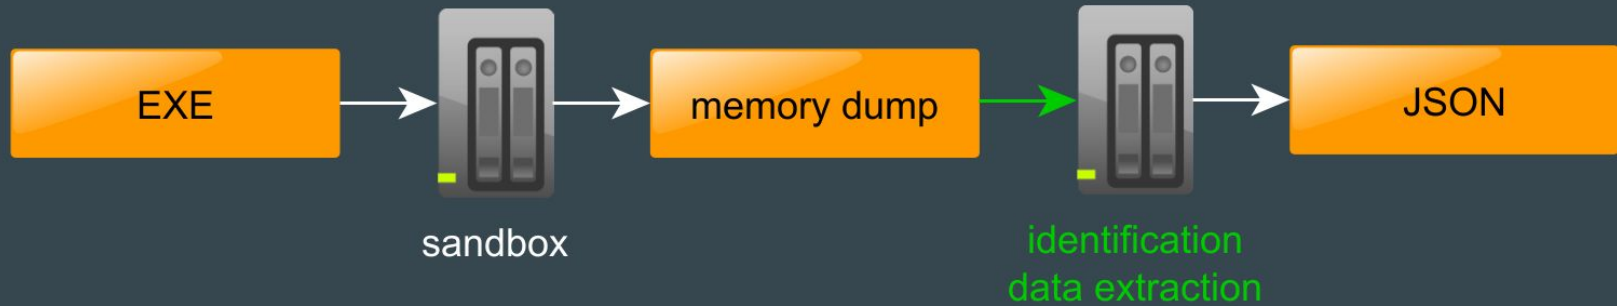 EXE
memory dump
JSON
sandbox
identification
data extraction